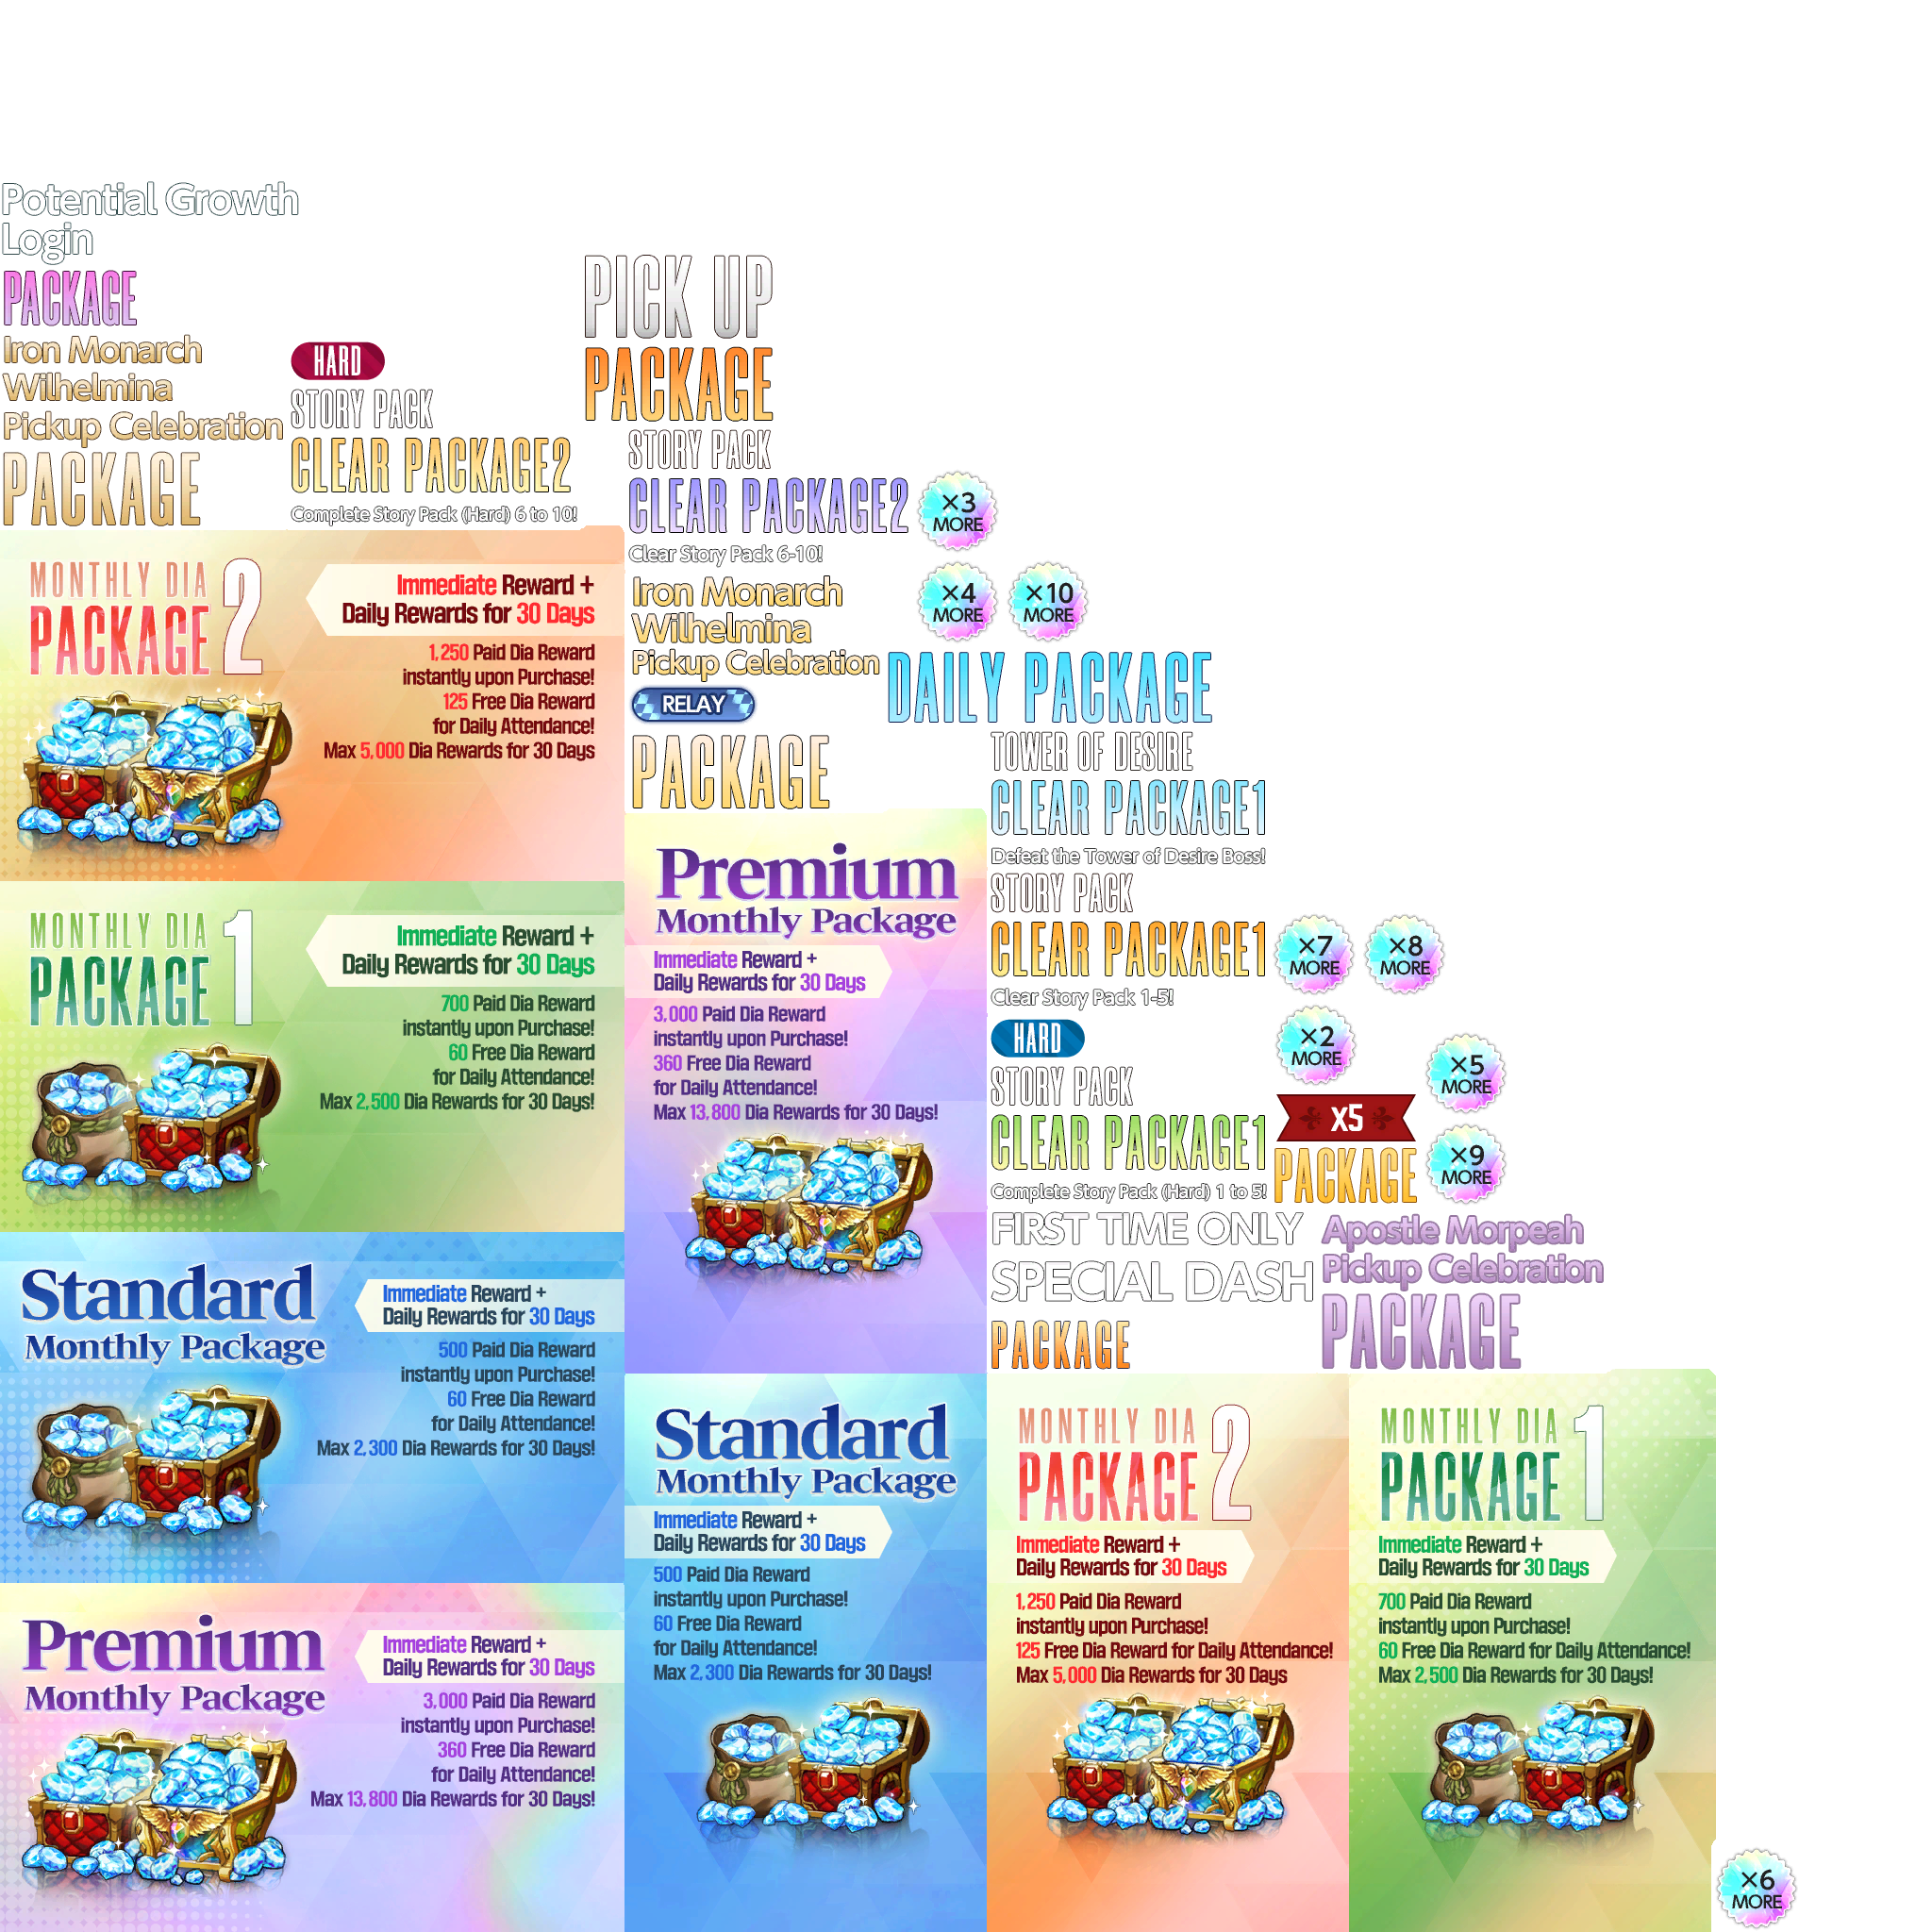 Potential Growth
Login
PACKAGE
Iron Monarch
Wilhelmina
Pickup Celebration
PACKAGE
HARD
STORY PACK
CLEAR PACKAGE2
Complete Story Pack (Hard) 6 to 10!
PICK UP
PACKAGE
STORY PACK
CLEAR PACKAGE2
Clear Story Pack 6-10!
×3
MORE
×4
MORE
×10
MORE
Iron Monarch
Wilhelmina
Pickup Celebration
RELAY
PACKAGE
DAILY PACKAGE
TOWER OF DESIRE
CLEAR PACKAGE1
Defeat the Tower of Desire Boss!
STORY PACK
CLEAR PACKAGE1
Clear Story Pack 1-5!
×7
MORE
×8
MORE
HARD
STORY PACK
CLEAR PACKAGE1
Complete Story Pack (Hard) 1 to 5!
×2
MORE
×5
MORE
X5
PACKAGE
×9
MORE
FIRST TIME ONLY
SPECIAL DASH
PACKAGE
Apostle Morpeah
Pickup Celebration
PACKAGE
MONTHLY DIA
PACKAGE 2
Immediate Reward +
Daily Rewards for 30 Days
1,250 Paid Dia Reward
instantly upon Purchase!
125 Free Dia Reward
for Daily Attendance!
Max 5,000 Dia Rewards for 30 Days
MONTHLY DIA
PACKAGE 1
Immediate Reward +
Daily Rewards for 30 Days
700 Paid Dia Reward
instantly upon Purchase!
60 Free Dia Reward
for Daily Attendance!
Max 2,500 Dia Rewards for 30 Days!
Standard
Monthly Package
Immediate Reward +
Daily Rewards for 30 Days
500 Paid Dia Reward
instantly upon Purchase!
60 Free Dia Reward
for Daily Attendance!
Max 2,300 Dia Rewards for 30 Days!
Premium
Monthly Package
Immediate Reward +
Daily Rewards for 30 Days
3,000 Paid Dia Reward
instantly upon Purchase!
360 Free Dia Reward
for Daily Attendance!
Max 13,800 Dia Rewards for 30 Days!
Premium
Monthly Package
Immediate Reward +
Daily Rewards for 30 Days
3,000 Paid Dia Reward
instantly upon Purchase!
360 Free Dia Reward
for Daily Attendance!
Max 13,800 Dia Rewards for 30 Days!
Standard
Monthly Package
Immediate Reward +
Daily Rewards for 30 Days
500 Paid Dia Reward
instantly upon Purchase!
60 Free Dia Reward
for Daily Attendance!
Max 2,300 Dia Rewards for 30 Days!
MONTHLY DIA
PACKAGE 2
Immediate Reward +
Daily Rewards for 30 Days
1,250 Paid Dia Reward
instantly upon Purchase!
125 Free Dia Reward for Daily Attendance!
Max 5,000 Dia Rewards for 30 Days
MONTHLY DIA
PACKAGE 1
Immediate Reward +
Daily Rewards for 30 Days
700 Paid Dia Reward
instantly upon Purchase!
60 Free Dia Reward for Daily Attendance!
Max 2,500 Dia Rewards for 30 Days!
×6
MORE